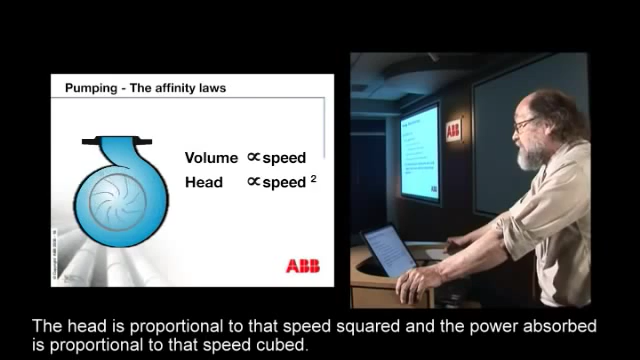 Pumping - The affinity laws
Volume ∝ speed
Head ∝ speed ²
ABB
ABB
The head is proportional to that speed squared and the power absorbed
is proportional to that speed cubed.